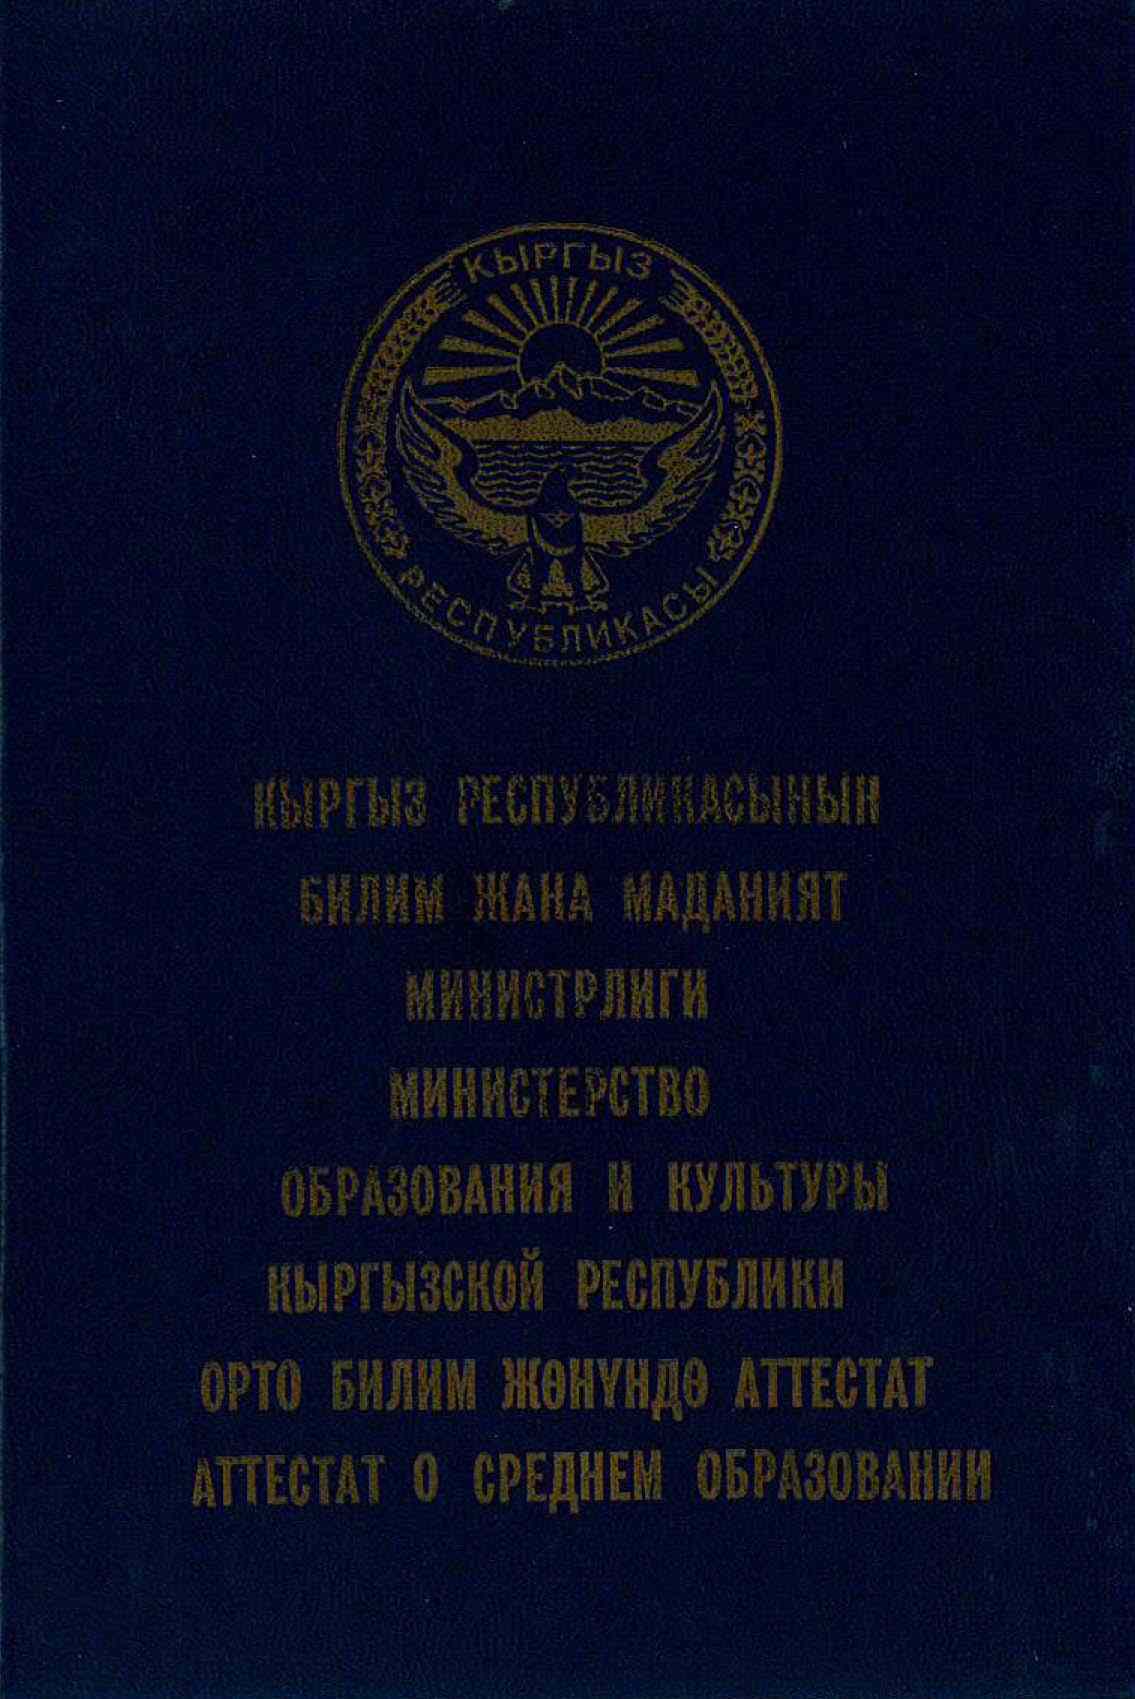 КЫРГЫЗ
РЕСПУБЛИКАСЫ
КЫРГЫЗ РЕСПУБЛИКАСЫНЫН
БИЛИМ ЖАНА МАДАНИЯТ
МИНИСТРЛИГИ
МИНИСТЕРСТВО
ОБРАЗОВАНИЯ И КУЛЬТУРЫ
КЫРГЫЗСКОЙ РЕСПУБЛИКИ
ОРТО БИЛИМ ЖӨНҮНДӨ АТТЕСТАТ
АТТЕСТАТ О СРЕДНЕМ ОБРАЗОВАНИИ